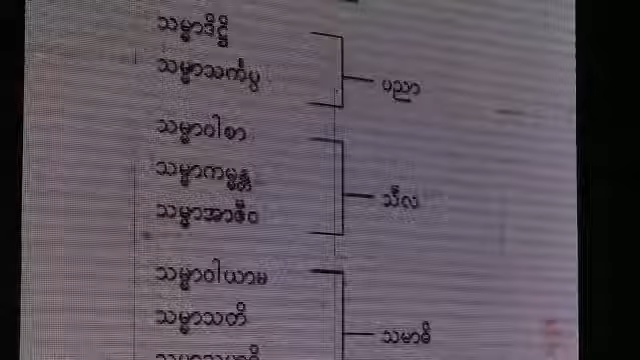 သမ္မာဒိဋ္ဌိ
သမ္မာသင်္ကပ္ပ
ပညာ
သမ္မာဝါစာ
သမ္မာကမ္မန္တ
သမ္မာအာဇီဝ
သီလ
သမ္မာဝါယာမ
သမ္မာသတိ
သမာဓိ